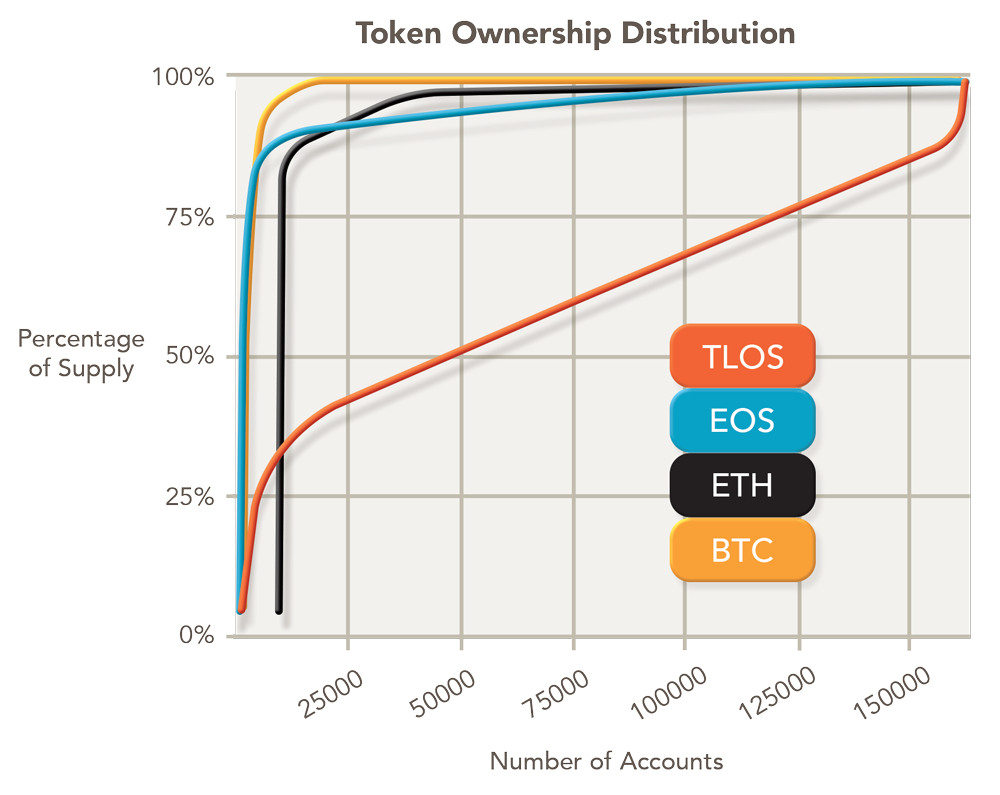 Token Ownership Distribution
100%
75%
Percentage
of Supply
50%
25%
0%
TLOS
EOS
ETH
BTC
25000
50000
75000
100000
125000
150000
Number of Accounts